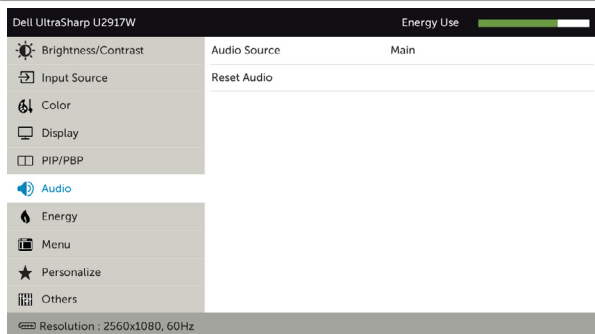 Dell UltraSharp U2917W Energy Use
Brightness/Contrast Audio Source Main
Input Source Reset Audio
Color
Display
PIP/PBP
Audio
Energy
Menu
Personalize
Others
Resolution : 2560x1080, 60Hz